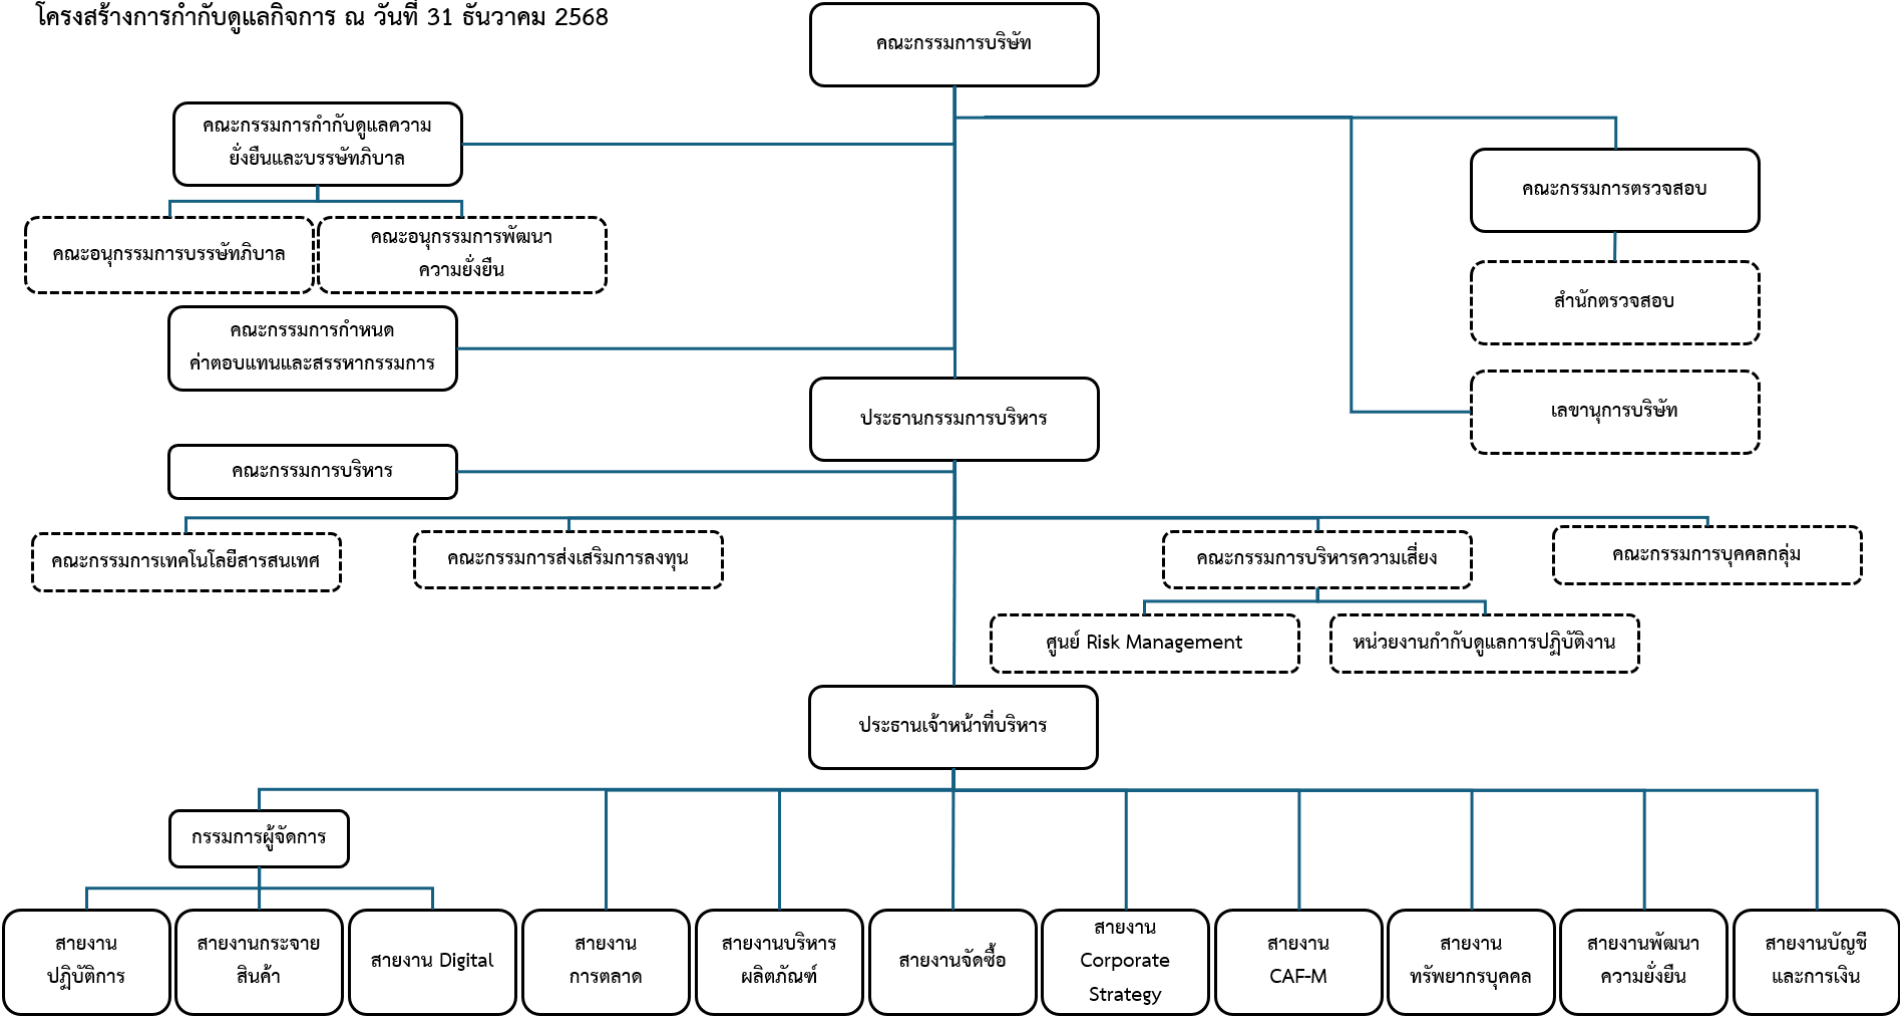 โครงสร้างการกำกับดูแลกิจการ ณ วันที่ 31 ธันวาคม 2568
คณะกรรมการบริษัท
คณะกรรมการกำกับดูแลความ
ยั่งยืนและบรรษัทภิบาล
คณะกรรมการตรวจสอบ
คณะอนุกรรมการบรรษัทภิบาล
คณะอนุกรรมการพัฒนา
ความยั่งยืน
สำนักตรวจสอบ
คณะกรรมการกำหนด
ค่าตอบแทนและสรรหากรรมการ
ประธานกรรมการบริหาร
เลขานุการบริษัท
คณะกรรมการบริหาร
คณะกรรมการเทคโนโลยีสารสนเทศ
คณะกรรมการส่งเสริมการลงทุน
คณะกรรมการบริหารความเสี่ยง
คณะกรรมการบุคคลกลุ่ม
ศูนย์ Risk Management
หน่วยงานกำกับดูแลการปฏิบัติงาน
ประธานเจ้าหน้าที่บริหาร
กรรมการผู้จัดการ
สายงาน
ปฏิบัติการ
สายงานกระจาย
สินค้า
สายงาน Digital
สายงาน
การตลาด
สายงานบริหาร
ผลิตภัณฑ์
สายงานจัดซื้อ
สายงาน
Corporate
Strategy
สายงาน
CAF-M
สายงาน
ทรัพยากรบุคคล
สายงานพัฒนา
ความยั่งยืน
สายงานบัญชี
และการเงิน